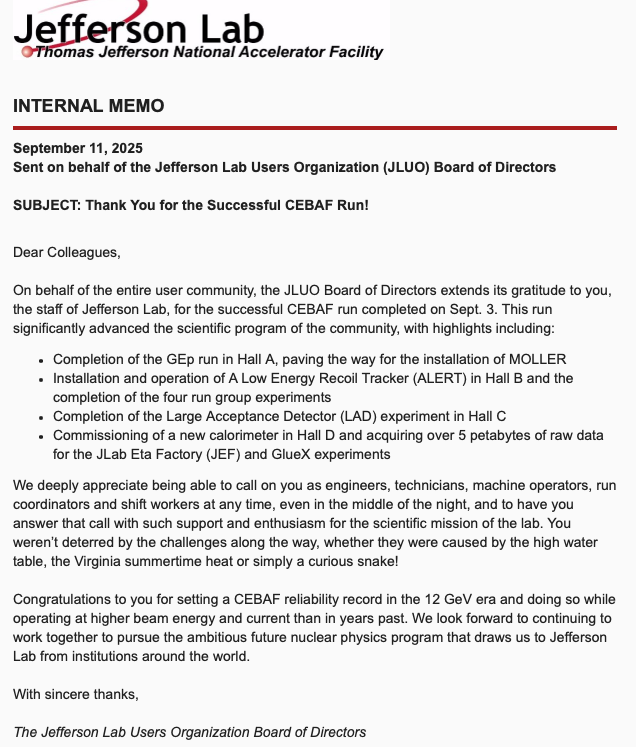 Jefferson Lab
Thomas Jefferson National Accelerator Facility
INTERNAL MEMO
September 11, 2025
Sent on behalf of the Jefferson Lab Users Organization (JLUO) Board of Directors
SUBJECT: Thank You for the Successful CEBAF Run!
Dear Colleagues,
On behalf of the entire user community, the JLUO Board of Directors extends its gratitude to you,
the staff of Jefferson Lab, for the successful CEBAF run completed on Sept. 3. This run
significantly advanced the scientific program of the community, with highlights including:
• Completion of the GEp run in Hall A, paving the way for the installation of MOLLER
• Installation and operation of A Low Energy Recoil Tracker (ALERT) in Hall B and the
completion of the four run group experiments
• Completion of the Large Acceptance Detector (LAD) experiment in Hall C
• Commissioning of a new calorimeter in Hall D and acquiring over 5 petabytes of raw data
for the JLab Eta Factory (JEF) and GlueX experiments
We deeply appreciate being able to call on you as engineers, technicians, machine operators, run
coordinators and shift workers at any time, even in the middle of the night, and to have you
answer that call with such support and enthusiasm for the scientific mission of the lab. You
weren't deterred by the challenges along the way, whether they were caused by the high water
table, the Virginia summertime heat or simply a curious snake!
Congratulations to you for setting a CEBAF reliability record in the 12 GeV era and doing so while
operating at higher beam energy and current than in years past. We look forward to continuing to
work together to pursue the ambitious future nuclear physics program that draws us to Jefferson
Lab from institutions around the world.
With sincere thanks,
The Jefferson Lab Users Organization Board of Directors